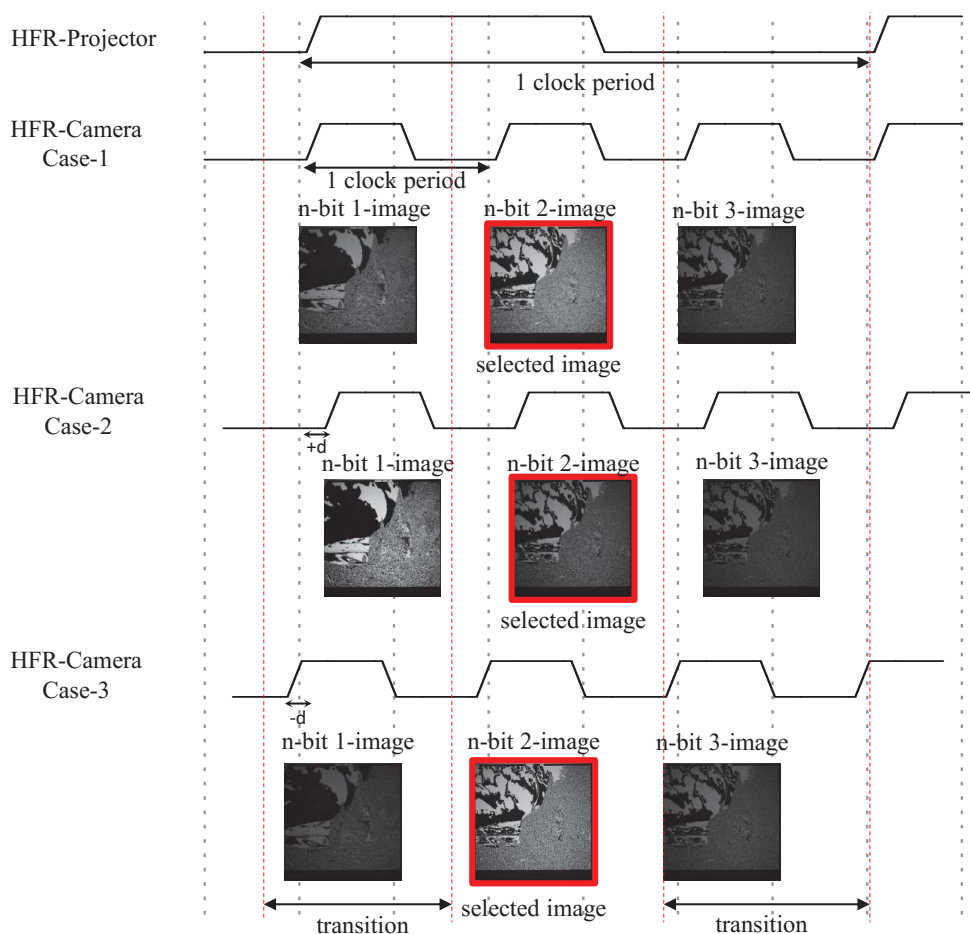 HFR-Projector
1 clock period
HFR-Camera
Case-1
1 clock period
n-bit 1-image
n-bit 2-image
n-bit 3-image
selected image
HFR-Camera
Case-2
+d
n-bit 1-image
n-bit 2-image
n-bit 3-image
selected image
HFR-Camera
Case-3
-d
n-bit 1-image
n-bit 2-image
n-bit 3-image
transition
selected image
transition